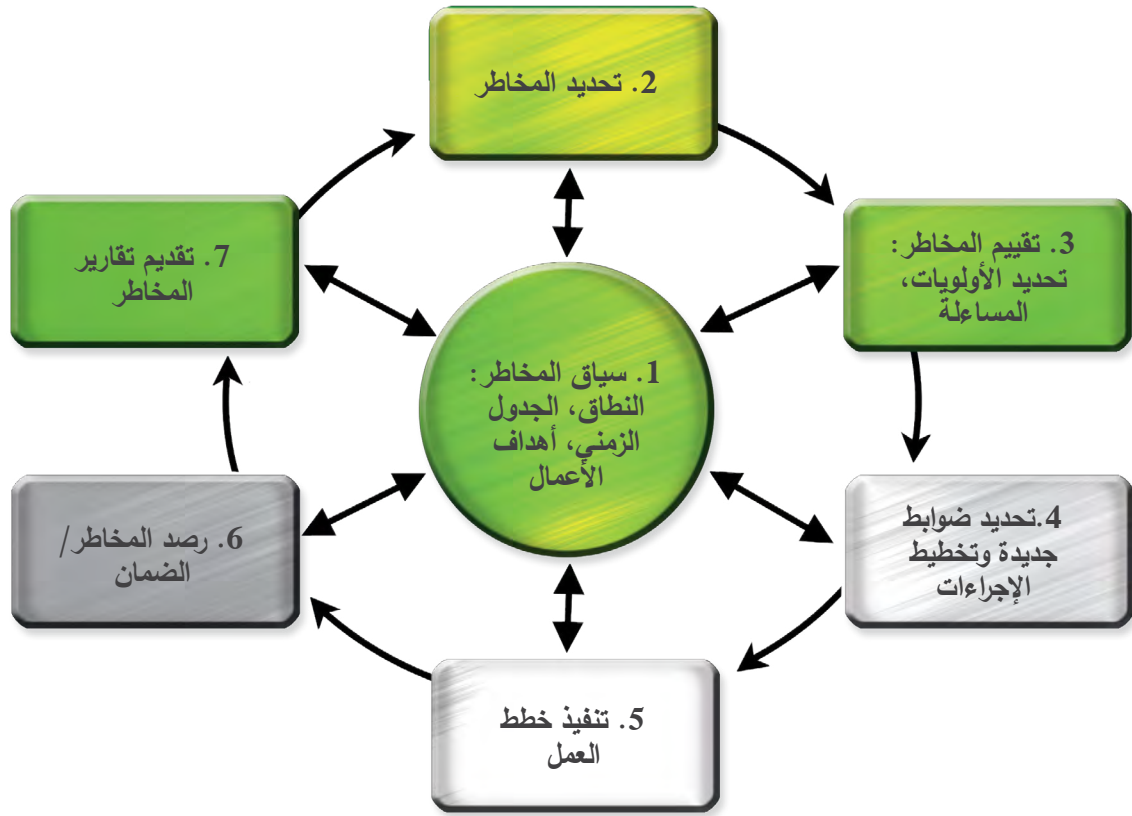 2. تحديد المخاطر
3. تقييم المخاطر:
تحديد الأولويات،
المساءلة
7. تقديم تقارير
المخاطر
1. سياق المخاطر:
النطاق، الجدول
الزمني، أهداف
الأعمال
4.تحديد ضوابط
جديدة وتخطيط
الإجراءات
6. رصد المخاطر/
الضمان
5. تنفيذ خطط
العمل